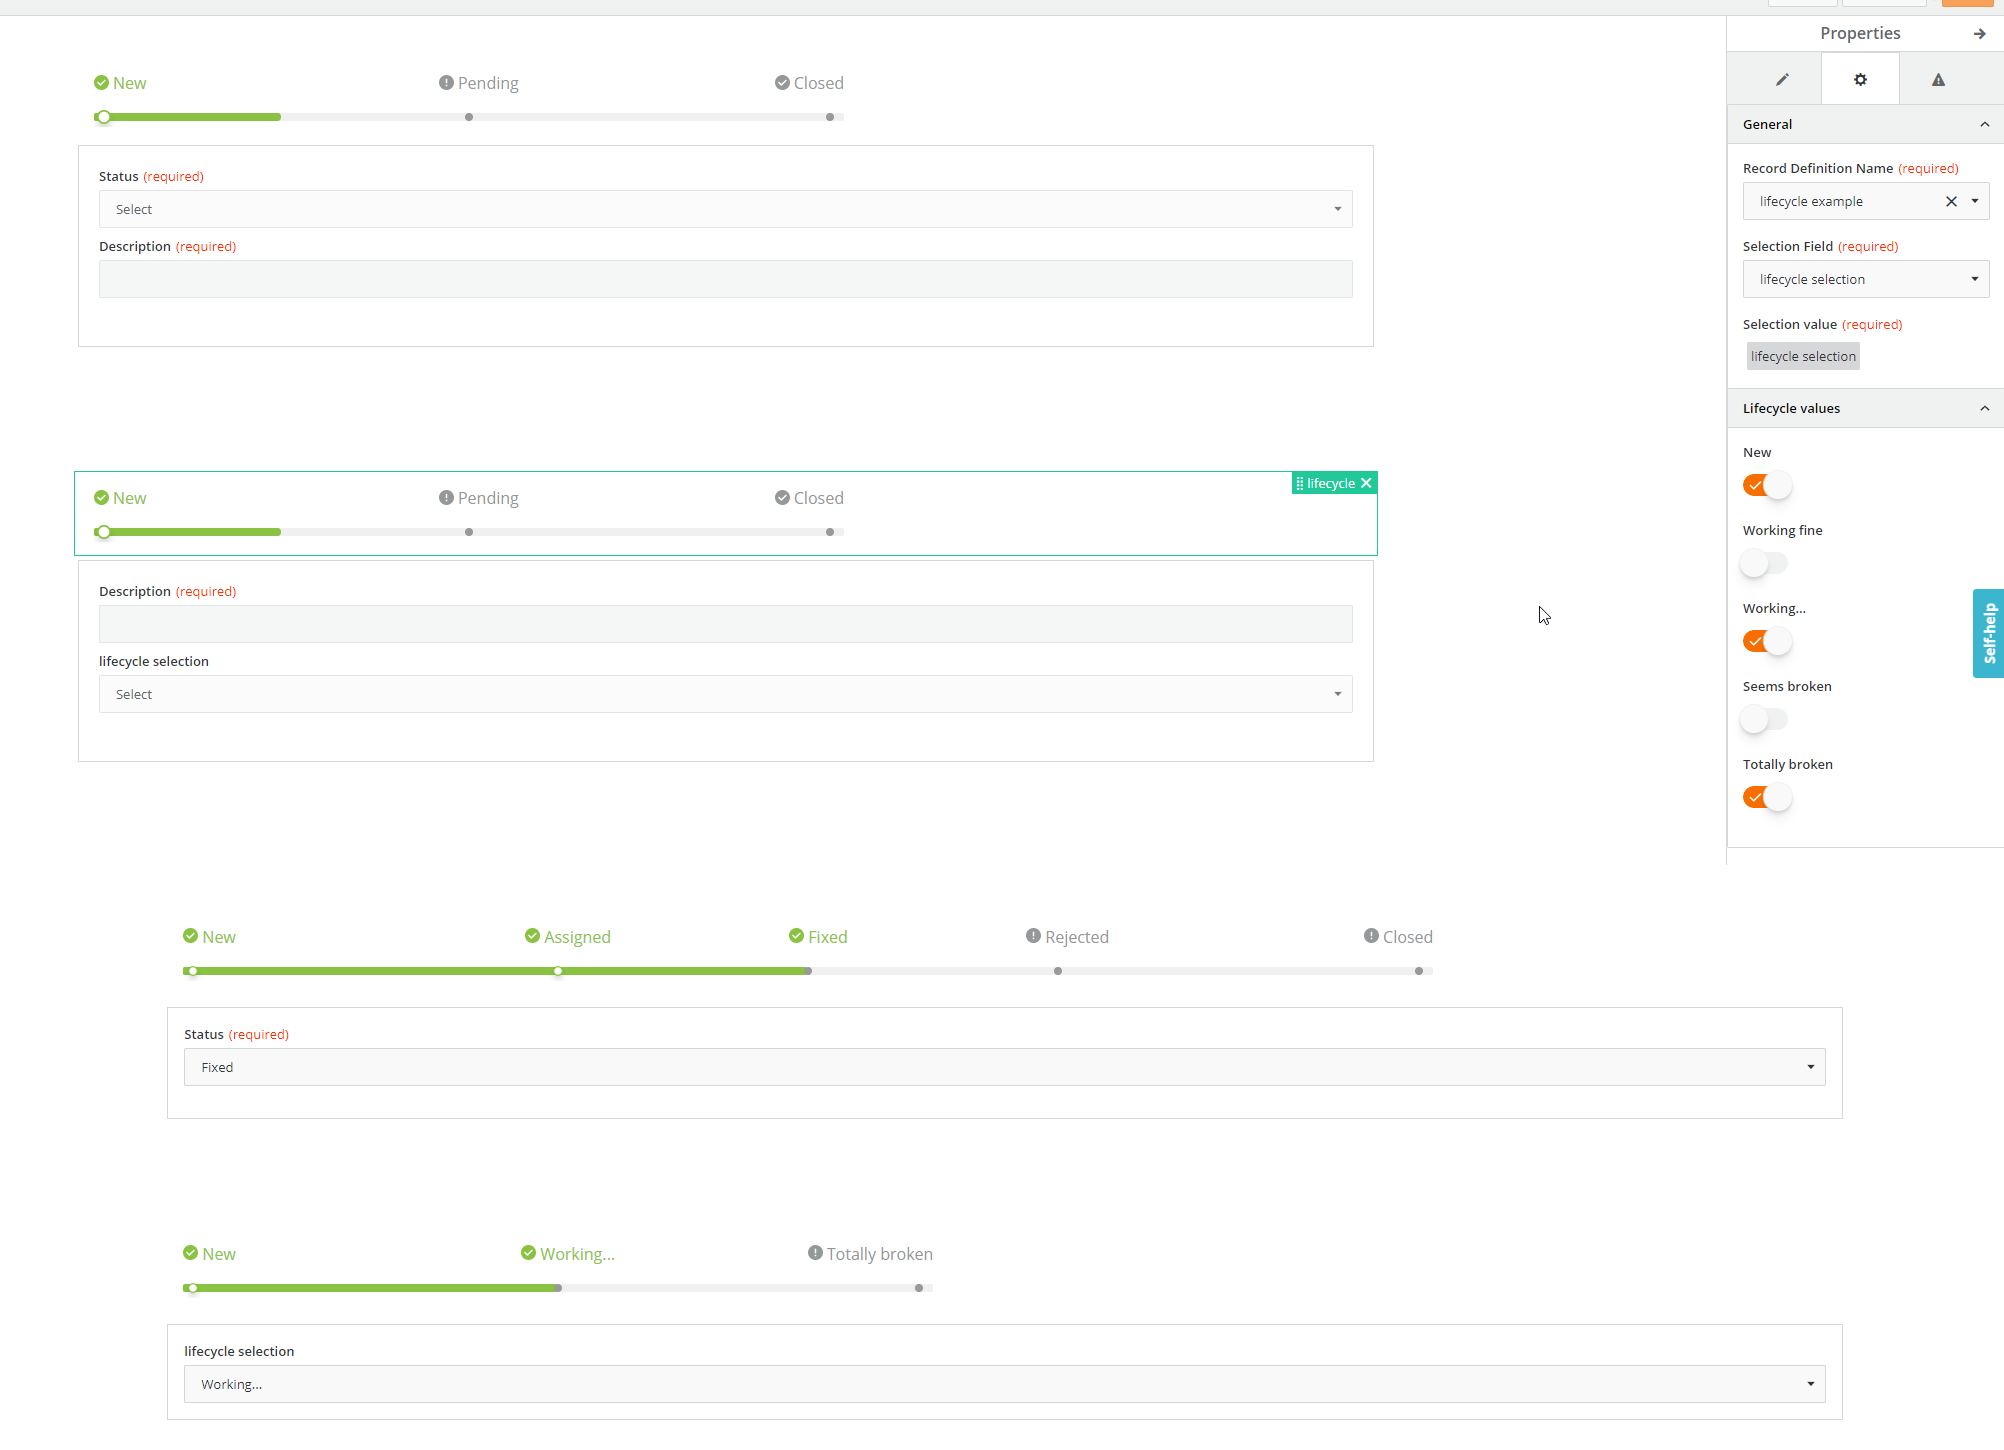 New Pending Closed
Status (required)
Select
Description (required)
New Pending Closed
lifecycle
Description (required)
lifecycle selection
Select
Properties
General
Record Definition Name (required)
lifecycle example
Selection Field (required)
lifecycle selection
Selection value (required)
lifecycle selection
Lifecycle values
New
Working fine
Working...
Seems broken
Totally broken
Self-help
New Assigned Fixed Rejected Closed
Status (required)
Fixed
New Working... Totally broken
lifecycle selection
Working...